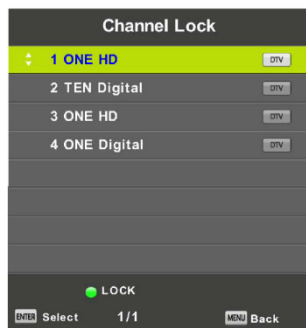 Channel Lock
1 ONE HD DTV
2 TEN Digital DTV
3 ONE HD DTV
4 ONE Digital DTV
LOCK
ENTER Select 1/1 MENU Back